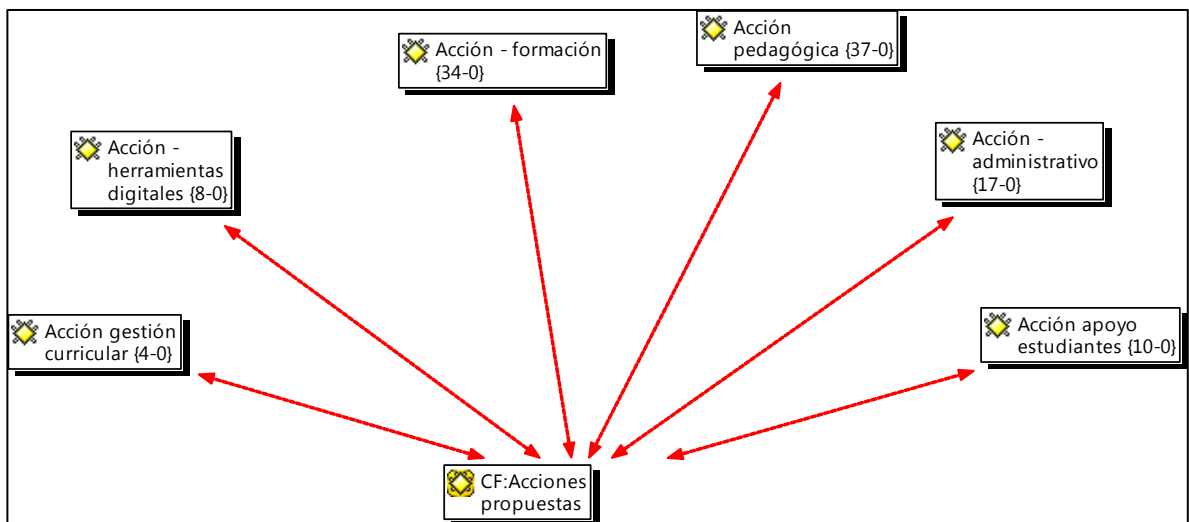 Acción
pedagógica {37-0}
Acción - formación
{34-0}
Acción -
herramientas
digitales {8-0}
Acción -
administrativo
{17-0}
Acción gestión
curricular {4-0}
Acción apoyo
estudiantes {10-0}
CF:Acciones
propuestas